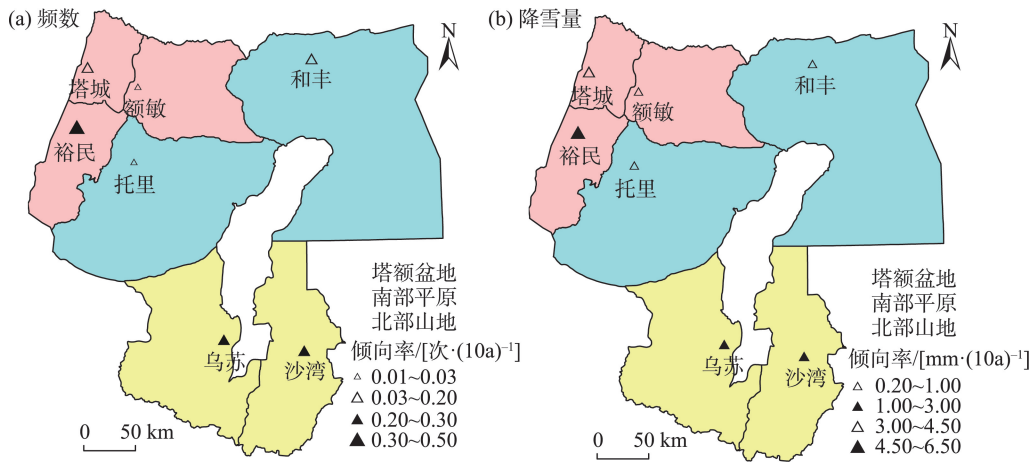 (a) 频数
N
塔城
额敏
和丰
裕民
托里
乌苏
沙湾
塔额盆地
南部平原
北部山地
倾向率/[次·(10a)⁻¹]
0.01~0.03
0.03~0.20
0.20~0.30
0.30~0.50
0 50 km
(b) 降雪量
N
塔城
额敏
和丰
裕民
托里
乌苏
沙湾
塔额盆地
南部平原
北部山地
倾向率/[mm·(10a)⁻¹]
0.20~1.00
1.00~3.00
3.00~4.50
4.50~6.50
0 50 km